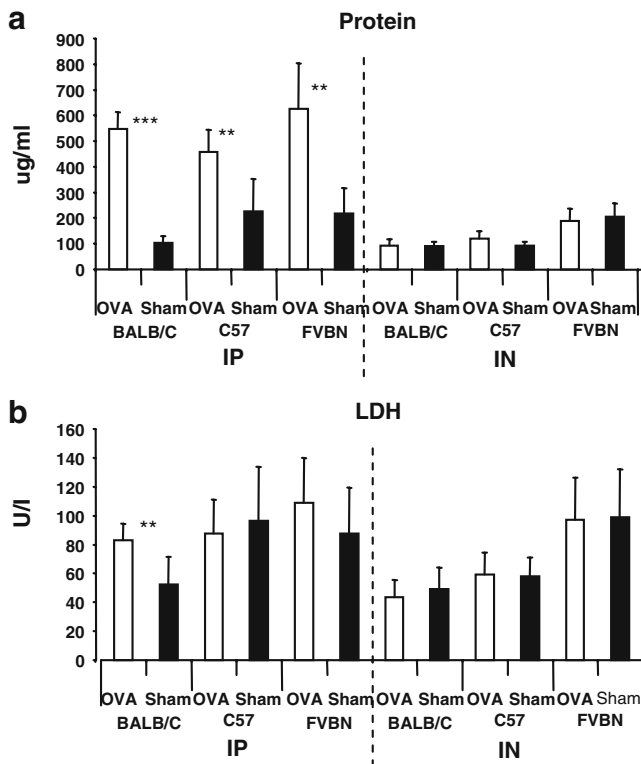 a
Protein
ug/ml
900
800
700
600
500
400
300
200
100
0
***
**
**
OVA Sham OVA Sham OVA Sham OVA Sham OVA Sham OVA Sham
BALB/C C57 FVBN BALB/C C57 FVBN
IP IN
b
LDH
U/l
160
140
120
100
80
60
40
20
0
**
OVA Sham OVA Sham OVA Sham OVA Sham OVA Sham OVA Sham
BALB/C C57 FVBN BALB/C C57 FVBN
IP IN